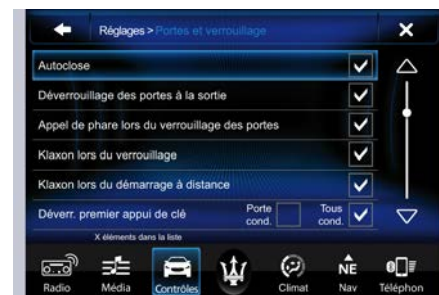 Réglages > Portes et verrouillage
Autoclose
Déverrouillage des portes à la sortie
Appel de phare lors du verrouillage des portes
Klaxon lors du verrouillage
Klaxon lors du démarrage à distance
Déverr. premier appui de clé
Porte cond.
Tous cond.
X éléments dans la liste
Radio
Média
Contrôles
Climat
NE
Nav
Téléphon